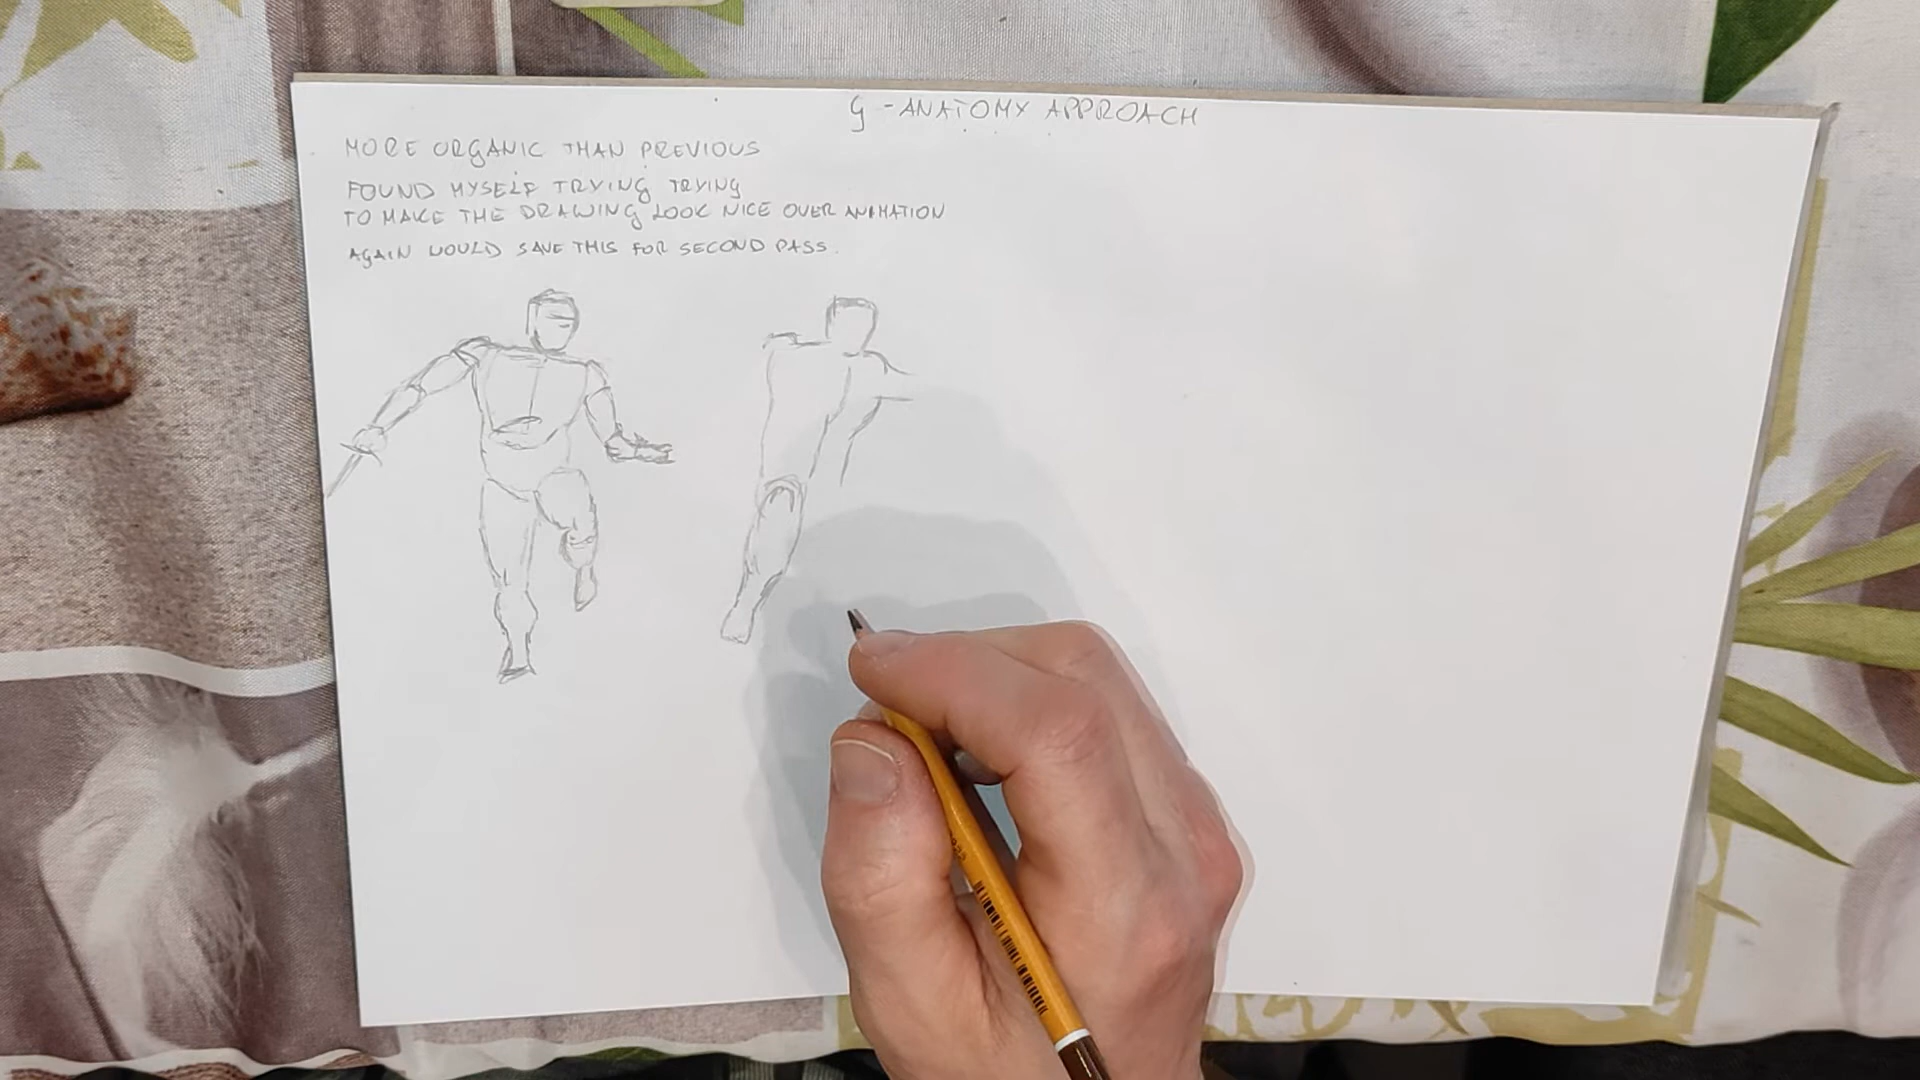 9 - ANATOMY APPROACH
MORE ORGANIC THAN PREVIOUS
FOUND MYSELF TRYING TRYING
TO MAKE THE DRAWING LOOK NICE OVER ANIMATION
AGAIN WOULD SAVE THIS FOR SECOND PASS.